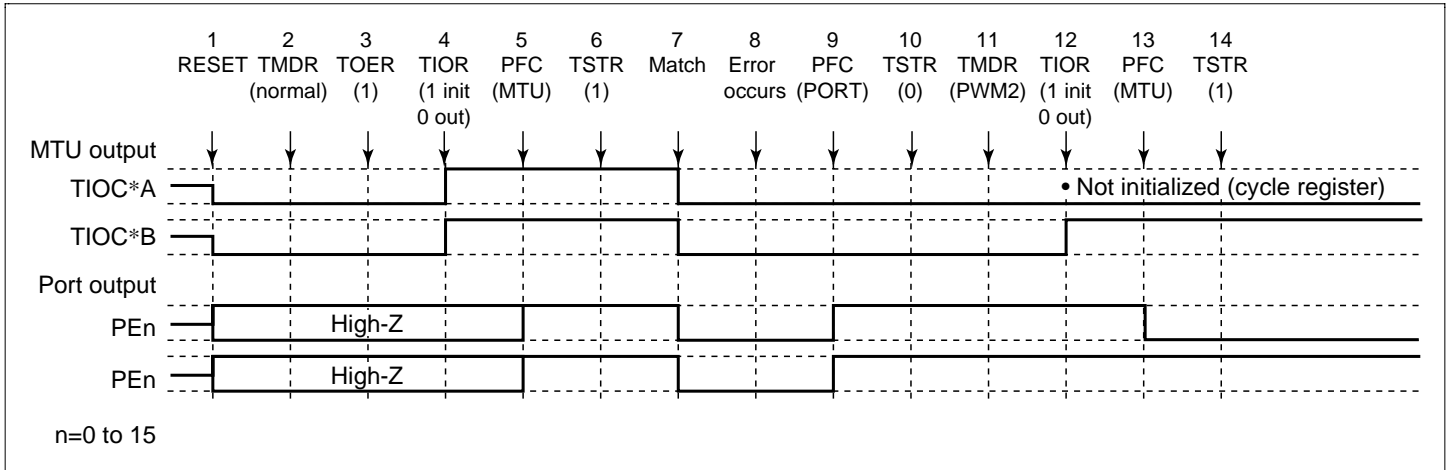 1 2 3 4 5 6 7 8 9 10 11 12 13 14
RESET TMDR TOER TIOR PFC TSTR Match Error PFC TSTR TMDR TIOR PFC TSTR
(normal) (1) (1 init (MTU) (1) occurs (PORT) (0) (PWM2) (1 init (MTU) (1)
0 out) 0 out)
MTU output
TIOC*A • Not initialized (cycle register)
TIOC*B
Port output
PEn High-Z
PEn High-Z
n=0 to 15